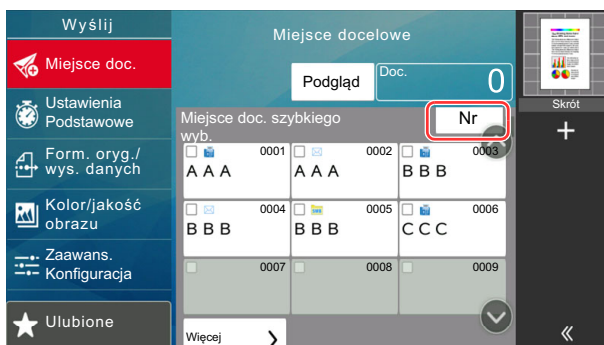 Wyślij
Miejsce doc.
Ustawienia
Podstawowe
Form. oryg./
wys. danych
Kolor/jakość
obrazu
Zaawans.
Konfiguracja
Ulubione
Miejsce docelowe
Podgląd
Doc.
0
Miejsce doc. szybkiego
wyb.
Nr
0001
A A A
0002
A A A
0003
B B B
0004
B B B
0005
B B B
0006
C C C
0007
0008
0009
Więcej
Skrót